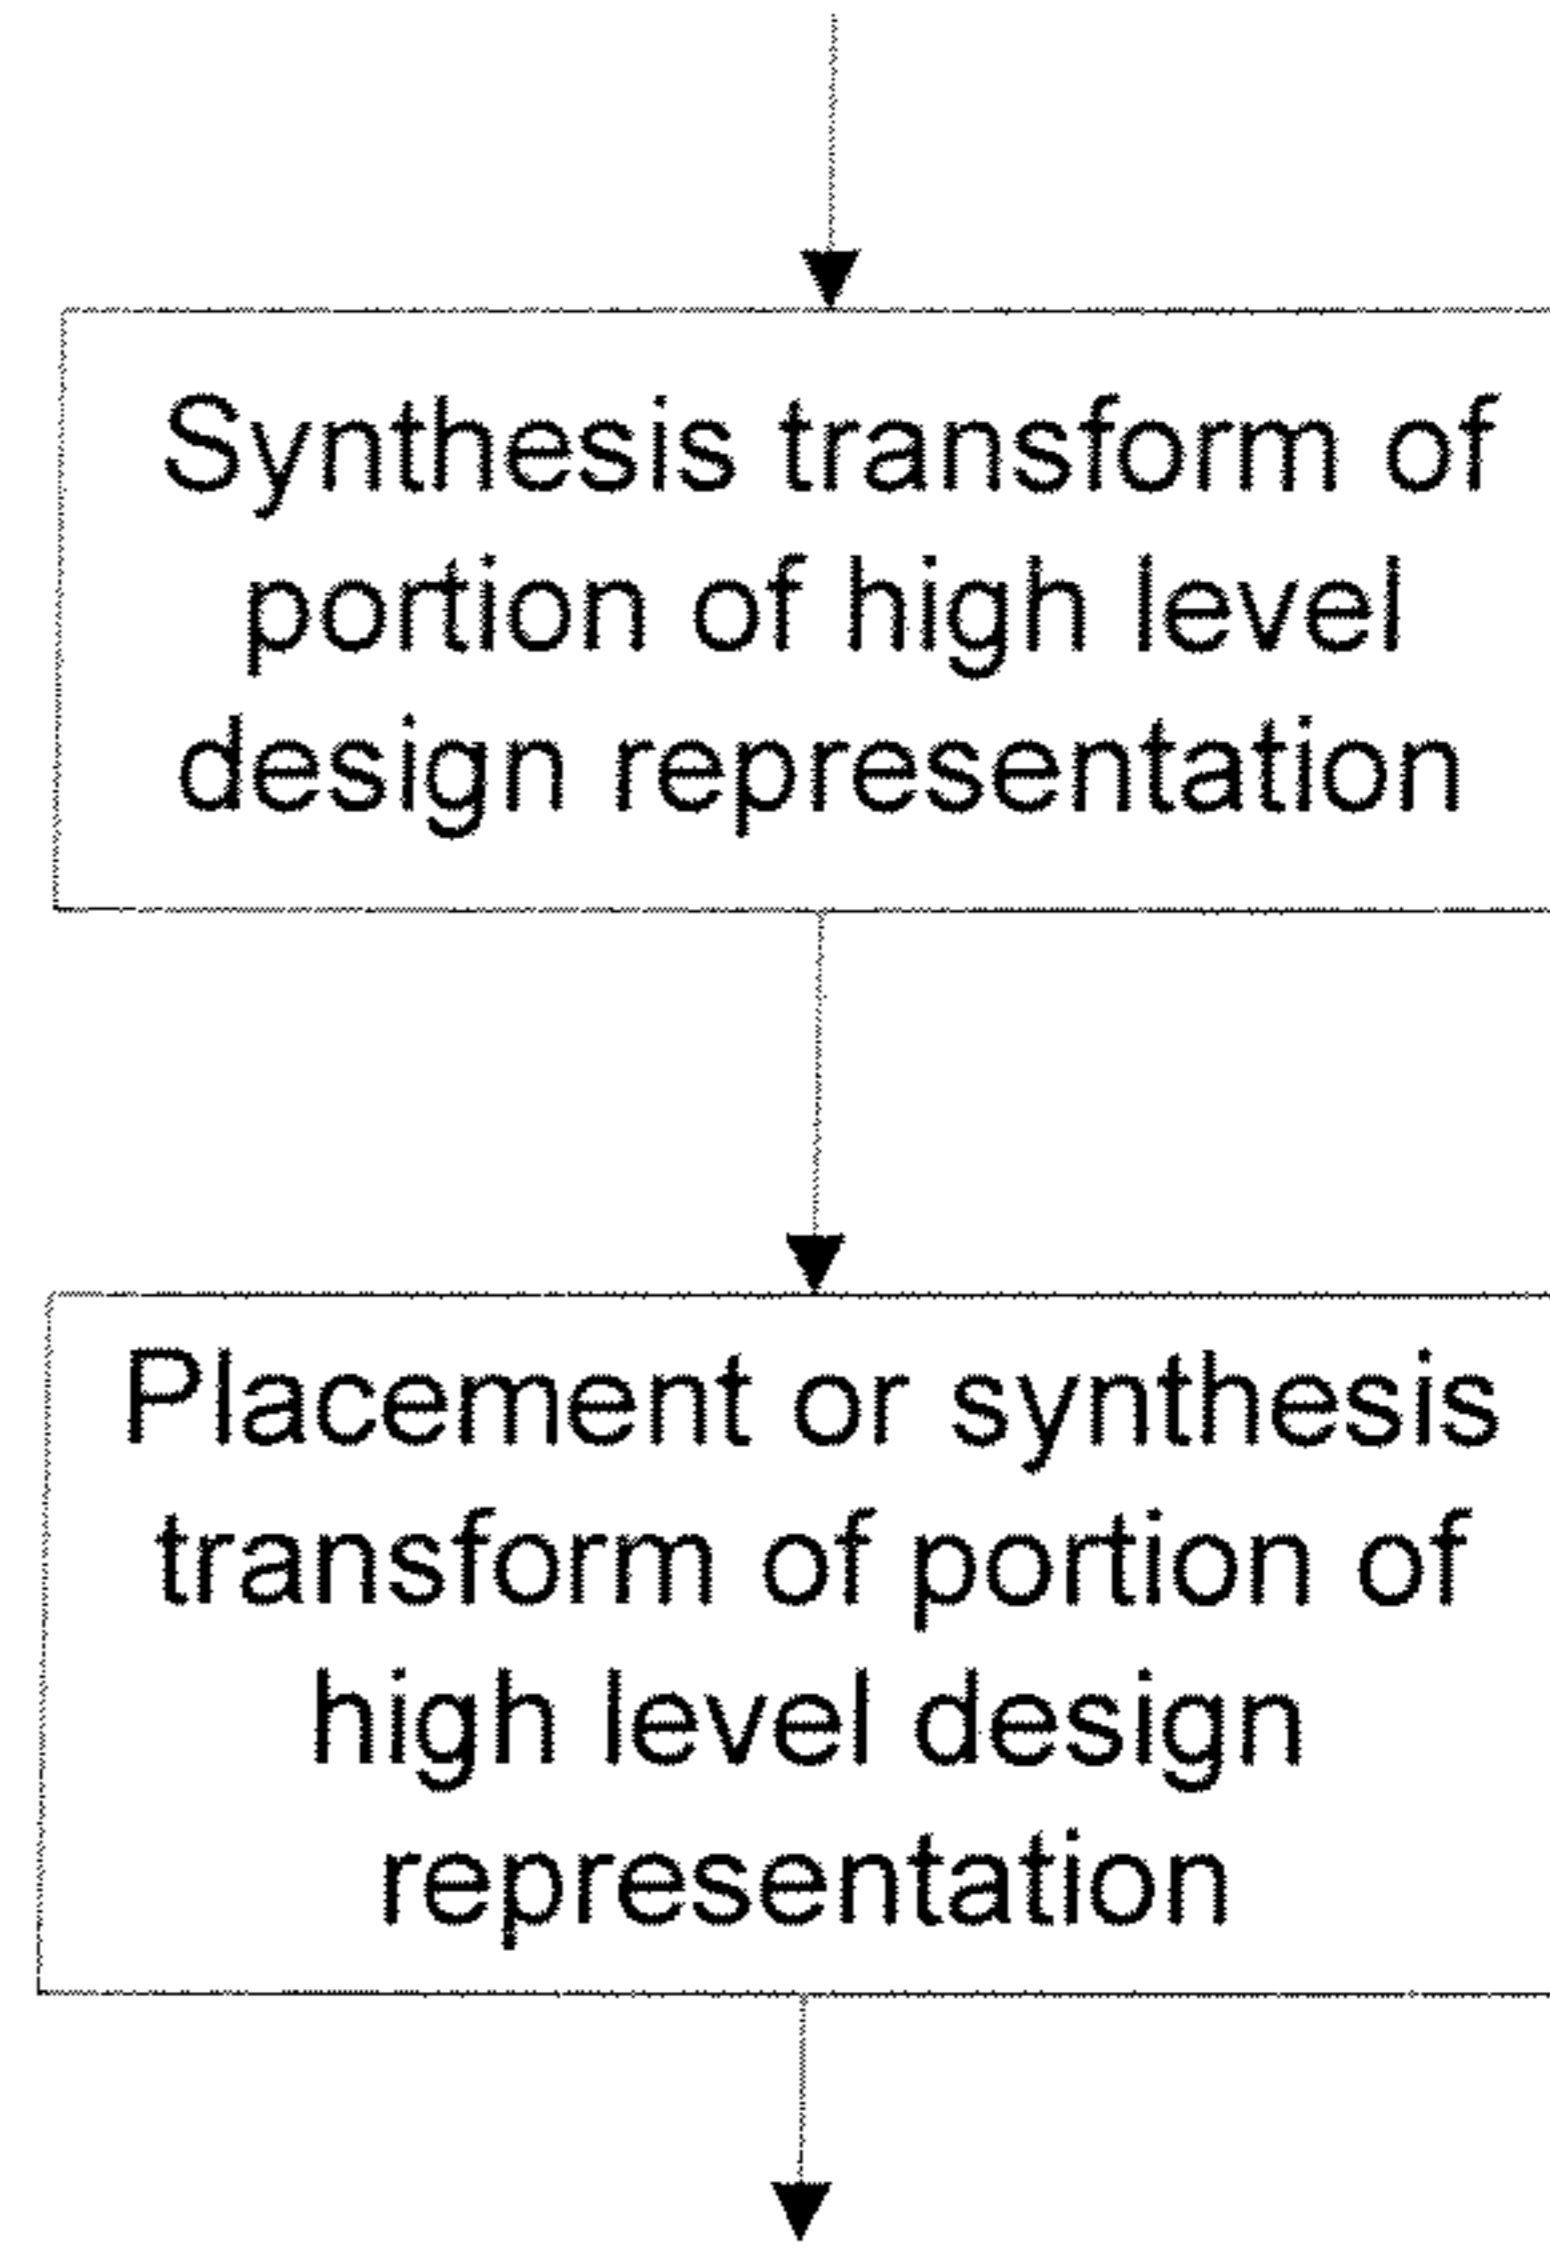 Synthesis transform of
portion of high level
design representation
Placement or synthesis
transform of portion of
high level design
representation